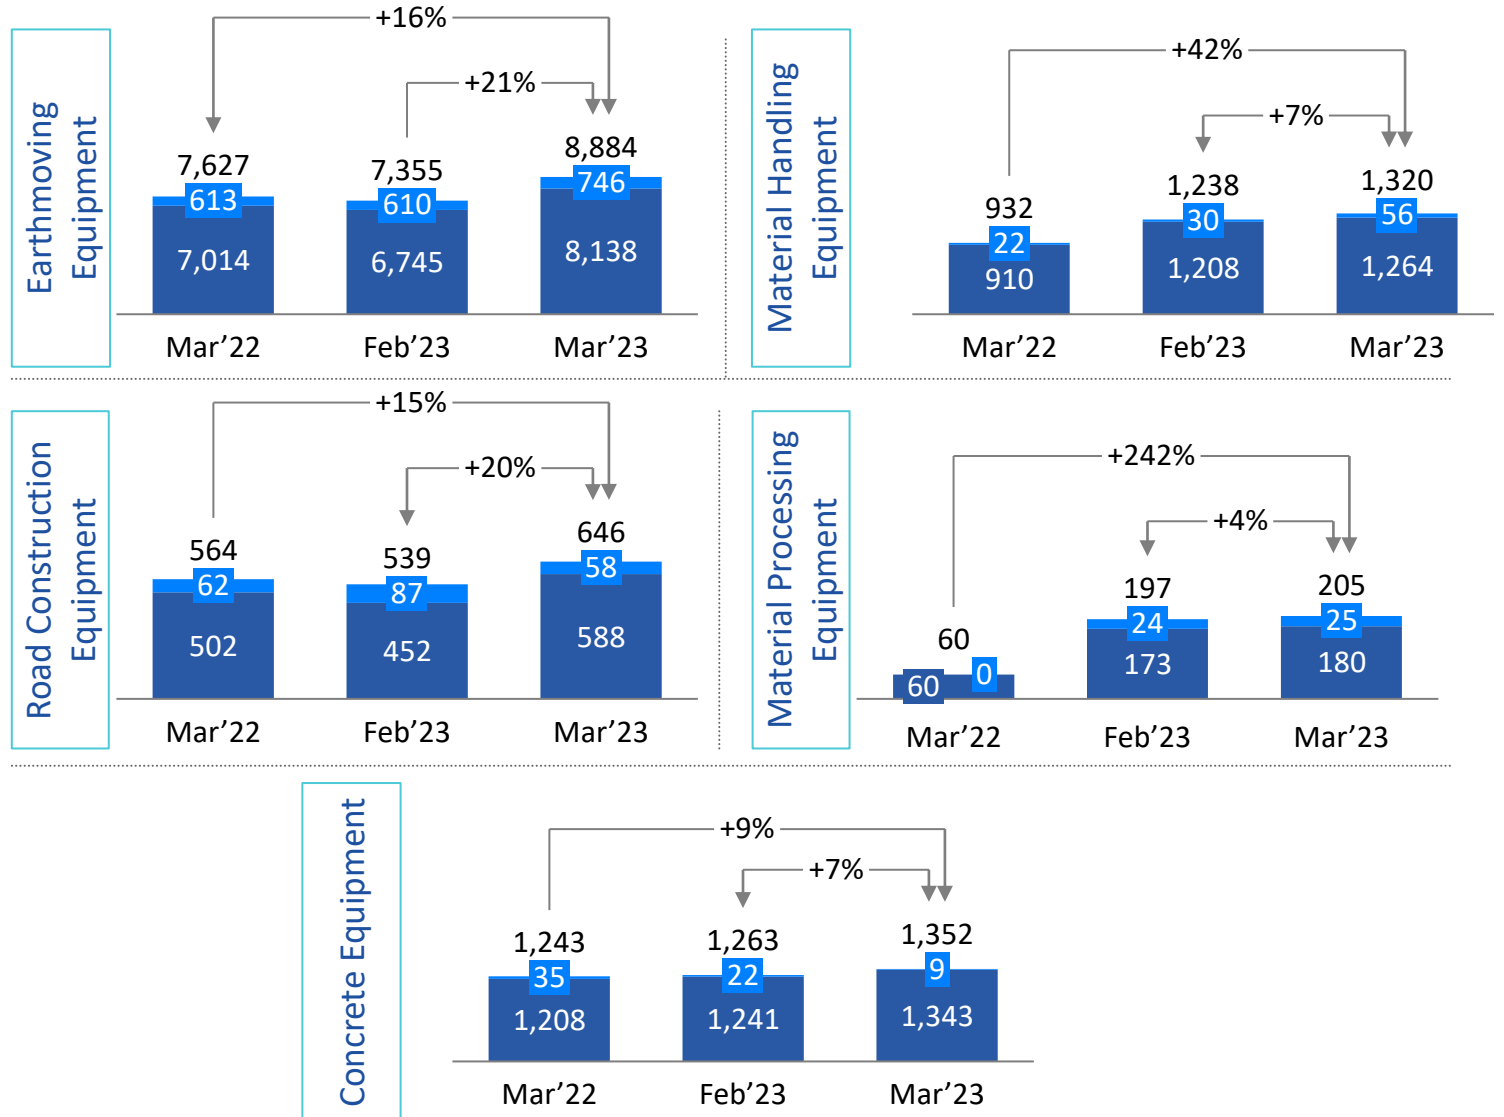 Earthmoving
Equipment
+16%
+21%
7,627
613
7,014
7,355
610
6,745
8,884
746
8,138
Mar’22
Feb’23
Mar’23
Material Handling
Equipment
+42%
+7%
932
22
910
1,238
30
1,208
1,320
56
1,264
Mar’22
Feb’23
Mar’23
Road Construction
Equipment
+15%
+20%
564
62
502
539
87
452
646
58
588
Mar’22
Feb’23
Mar’23
Material Processing
Equipment
+242%
+4%
60
60
0
197
24
173
205
25
180
Mar’22
Feb’23
Mar’23
Concrete Equipment
+9%
+7%
1,243
35
1,208
1,263
22
1,241
1,352
9
1,343
Mar’22
Feb’23
Mar’23